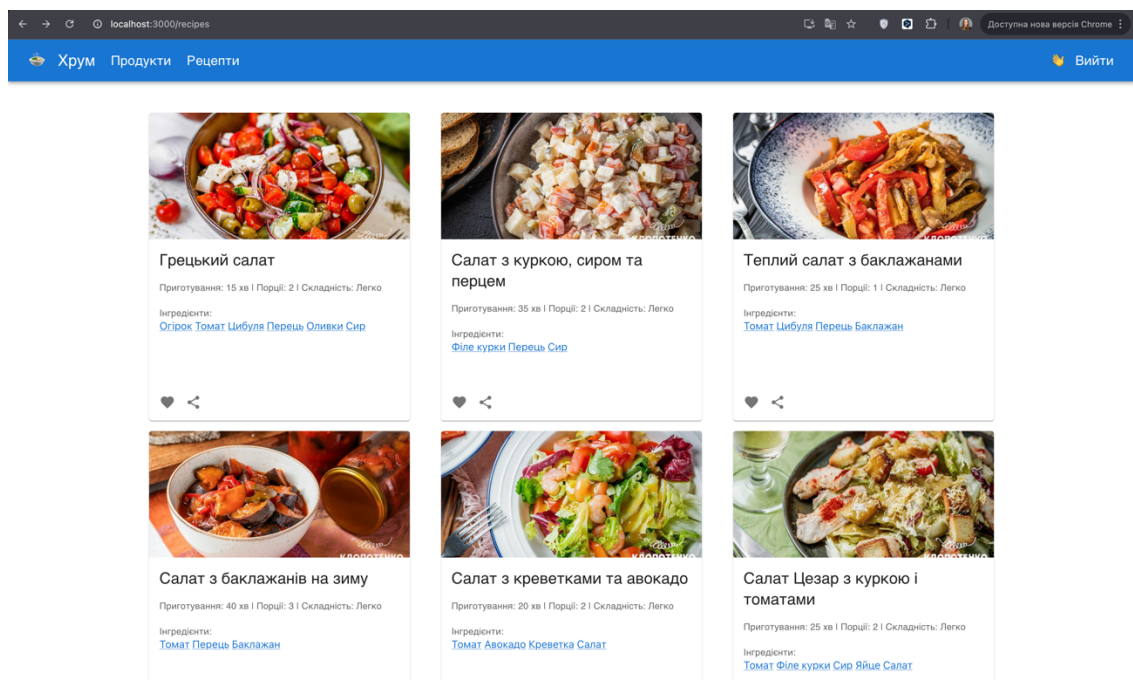 localhost:3000/recipes
Доступна нова версія Chrome
Хрум Продукти Рецепти
Вийти
Грецький салат
Приготування: 15 хв | Порції: 2 | Складність: Легко
Інгредієнти:
Огірок Томат Цибуля Перець Оливки Сир
КЛОПОТЕНКО
Салат з куркою, сиром та
перцем
Приготування: 35 хв | Порції: 2 | Складність: Легко
Інгредієнти:
Філе курки Перець Сир
КЛОПОТЕНКО
Теплий салат з баклажанами
Приготування: 25 хв | Порції: 1 | Складність: Легко
Інгредієнти:
Томат Цибуля Перець Баклажан
КЛОПОТЕНКО
Салат з баклажанів на зиму
Приготування: 40 хв | Порції: 3 | Складність: Легко
Інгредієнти:
Томат Перець Баклажан
КЛОПОТЕНКО
Салат з креветками та авокадо
Приготування: 20 хв | Порції: 2 | Складність: Легко
Інгредієнти:
Томат Авокадо Креветка Салат
КЛОПОТЕНКО
Салат Цезар з куркою і
томатами
Приготування: 25 хв | Порції: 2 | Складність: Легко
Інгредієнти:
Томат Філе курки Сир Яйце Салат